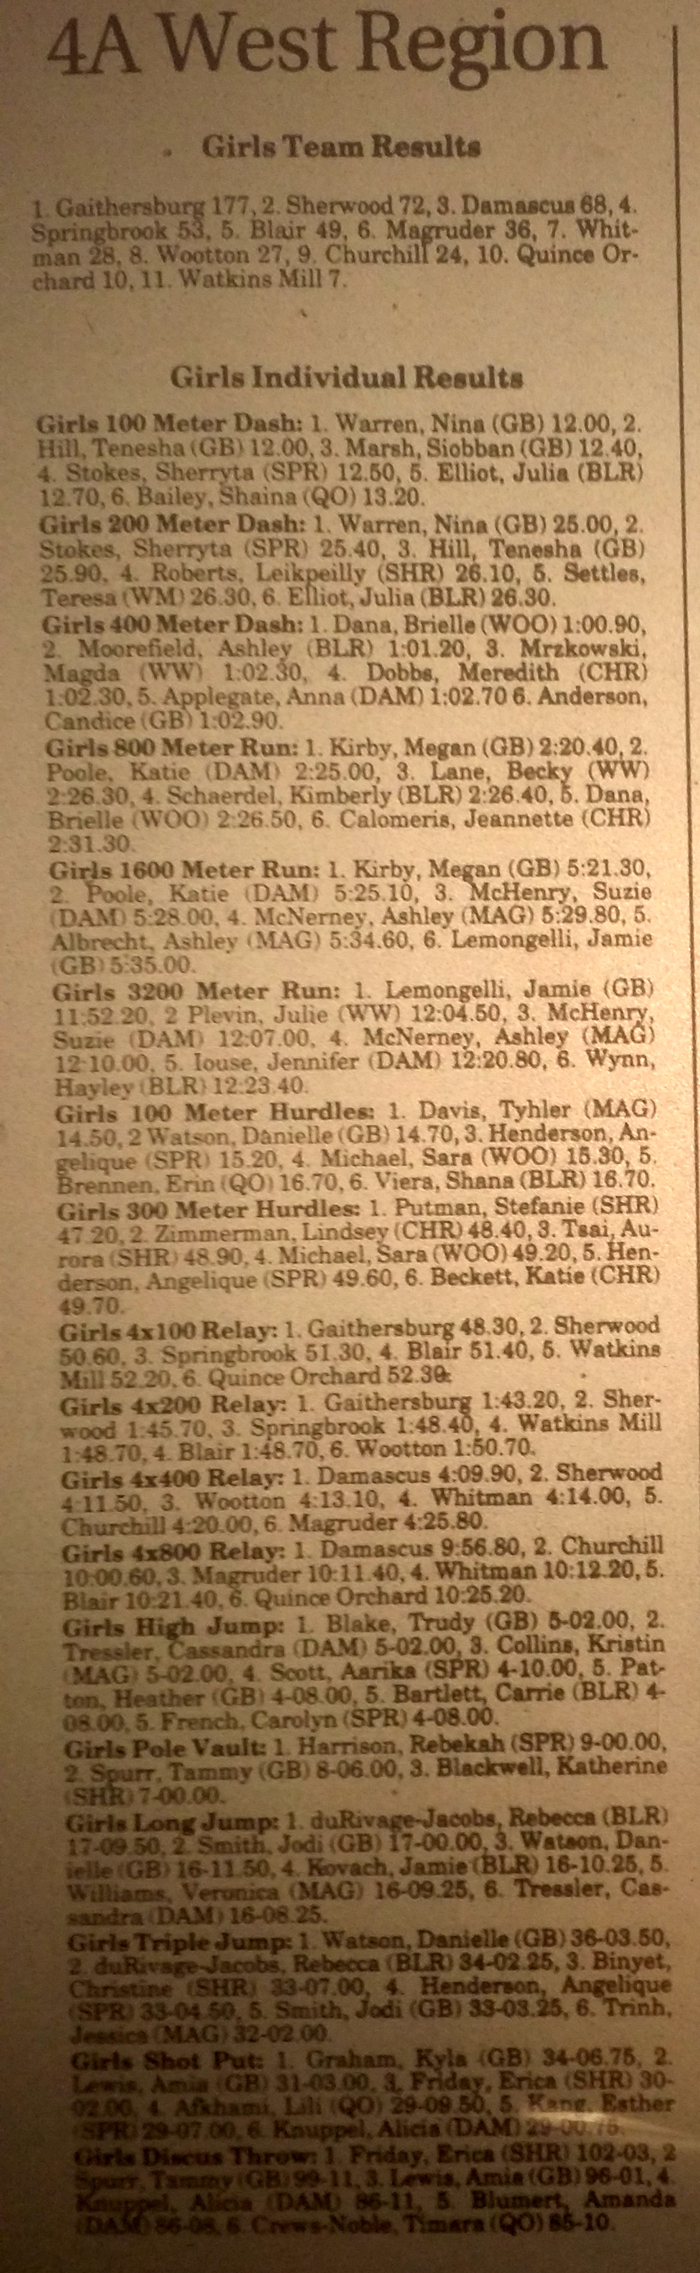 4A West Region
Girls Team Results
1. Gaithersburg 177, 2. Sherwood 72, 3. Damascus 68, 4.
Springbrook 53, 5. Blair 49, 6. Magruder 36, 7. Whit-
man 28, 8. Wootton 27, 9. Churchill 24, 10. Quince Or-
chard 10, 11. Watkins Mill 7.
Girls Individual Results
Girls 100 Meter Dash: 1. Warren, Nina (GB) 12.00, 2.
Hill, Tenesha (GB) 12.00, 3. Marsh, Siobban (GB) 12.40,
4. Stokes, Sherryta (SPR) 12.50, 5. Elliot, Julia (BLR)
12.70, 6. Bailey, Shaina (QO) 13.20.
Girls 200 Meter Dash: 1. Warren, Nina (GB) 25.00, 2.
Stokes, Sherryta (SPR) 25.40, 3. Hill, Tenesha (GB)
25.90, 4. Roberts, Leikpeilly (SHR) 26.10, 5. Settles,
Teresa (WM) 26.30, 6. Elliot, Julia (BLR) 26.30.
Girls 400 Meter Dash: 1. Dana, Brielle (WOO) 1:00.90,
2. Moorefield, Ashley (BLR) 1:01.20, 3. Mrzkowski,
Magda (WW) 1:02.30, 4. Dobbs, Meredith (CHR)
1:02.30, 5. Applegate, Anna (DAM) 1:02.70 6. Anderson,
Candice (GB) 1:02.90.
Girls 800 Meter Run: 1. Kirby, Megan (GB) 2:20.40, 2.
Poole, Katie (DAM) 2:25.00, 3. Lane, Becky (WW)
2:26.30, 4. Schaerdel, Kimberly (BLR) 2:26.40, 5. Dana,
Brielle (WOO) 2:26.50, 6. Calomeris, Jeannette (CHR)
2:31.30.
Girls 1600 Meter Run: 1. Kirby, Megan (GB) 5:21.30,
2. Poole, Katie (DAM) 5:25.10, 3. McHenry, Suzie
(DAM) 5:28.00, 4. McNerney, Ashley (MAG) 5:29.80, 5.
Albrecht, Ashley (MAG) 5:34.60, 6. Lemongelli, Jamie
(GB) 5:35.00.
Girls 3200 Meter Run: 1. Lemongelli, Jamie (GB)
11:52.20, 2 Plevin, Julie (WW) 12:04.50, 3. McHenry,
Suzie (DAM) 12:07.00, 4. McNerney, Ashley (MAG)
12:10.00, 5. Iouse, Jennifer (DAM) 12:20.80, 6. Wynn,
Hayley (BLR) 12:23.40.
Girls 100 Meter Hurdles: 1. Davis, Tyhler (MAG)
14.50, 2 Watson, Danielle (GB) 14.70, 3. Henderson, An-
gelique (SPR) 15.20, 4. Michael, Sara (WOO) 15.30, 5.
Brennen, Erin (QO) 16.70, 6. Viera, Shana (BLR) 16.70.
Girls 300 Meter Hurdles: 1. Putman, Stefanie (SHR)
47.20, 2. Zimmerman, Lindsey (CHR) 48.40, 3. Tsai, Au-
rora (SHR) 48.90, 4. Michael, Sara (WOO) 49.20, 5. Hen-
derson, Angelique (SPR) 49.60, 6. Beckett, Katie (CHR)
49.70.
Girls 4x100 Relay: 1. Gaithersburg 48.30, 2. Sherwood
50.60, 3. Springbrook 51.30, 4. Blair 51.40, 5. Watkins
Mill 52.20, 6. Quince Orchard
Girls 4x200 Relay: 1. Gaithersburg 1:43.20, 2. Sher-
wood 1:45.70, 3. Springbrook 1:48.40, 4. Watkins Mill
1:48.70, 4. Blair 1:48.70, 6. Wootton 1:50.70.
Girls 4x400 Relay: 1. Damascus 4:09.90, 2. Sherwood
4:11.50, 3. Wootton 4:13.10, 4. Whitman 4:14.00, 5.
Churchill 4:20.00, 6. Magruder 4:25.80.
Girls 4x800 Relay: 1. Damascus 9:56.80, 2. Churchill
10:00.60, 3. Magruder 10:11.40, 4. Whitman 10:12.20, 5.
Blair 10:21.40, 6. Quince Orchard 10:25.20.
Girls High Jump: 1. Blake, Trudy (GB) 5-02.00, 2.
Tressler, Cassandra (DAM) 5-02.00, 3. Collins, Kristin
(MAG) 5-02.00, 4. Scott, Aarika (SPR) 4-10.00, 5. Pat-
ton, Heather (GB) 4-08.00, 5. Bartlett, Carrie (BLR) 4-
08.00, 5. French, Carolyn (SPR) 4-08.00.
Girls Pole Vault: 1. Harrison, Rebekah (SPR) 9-00.00,
2. Spurr, Tammy (GB) 8-06.00, 3. Blackwell, Katherine
(SHR) 7-00.00.
Girls Long Jump: 1. duRivage-Jacobs, Rebecca (BLR)
17-09.50, 2. Smith, Jodi (GB) 17-00.00, 3. Watson, Dan-
ielle (GB) 16-11.50, 4. Kovach, Jamie (BLR) 16-10.25, 5.
Williams, Veronica (MAG) 16-09.25, 6. Tressler, Cas-
sandra (DAM) 16-08.25.
Girls Triple Jump: 1. Watson, Danielle (GB) 36-03.50,
2. duRivage-Jacobs, Rebecca (BLR) 34-02.25, 3. Binyet,
Christine (SHR) 33-07.00, 4. Henderson, Angelique
(SPR) 33-04.50, 5. Smith, Jodi (GB) 33-03.25, 6. Trinh,
Jessica (MAG) 32-02.00.
Girls Shot Put: 1. Graham, Kyla (GB) 34-06.75, 2.
Lewis, Amia (GB) 31-03.00, 3. Friday, Erica (SHR) 30-
02.00, 4. Afkhami, Lili (QO) 29-09.50, 5. Kang, Esther
(SPR) 29-07.00, 6. Knuppel, Alicia (DAM) 29-00.75.
Girls Discus Throw: 1. Friday, Erica (SHR) 102-03, 2
Spurr, Tammy (GB) 99-11, 3. Lewis, Amia (GB) 96-01, 4.
Knuppel, Alicia (DAM) 86-11, 5. Blumert, Amanda
(DAM) 86-08, 6. Crews-Noble, Timara (QO) 85-10.